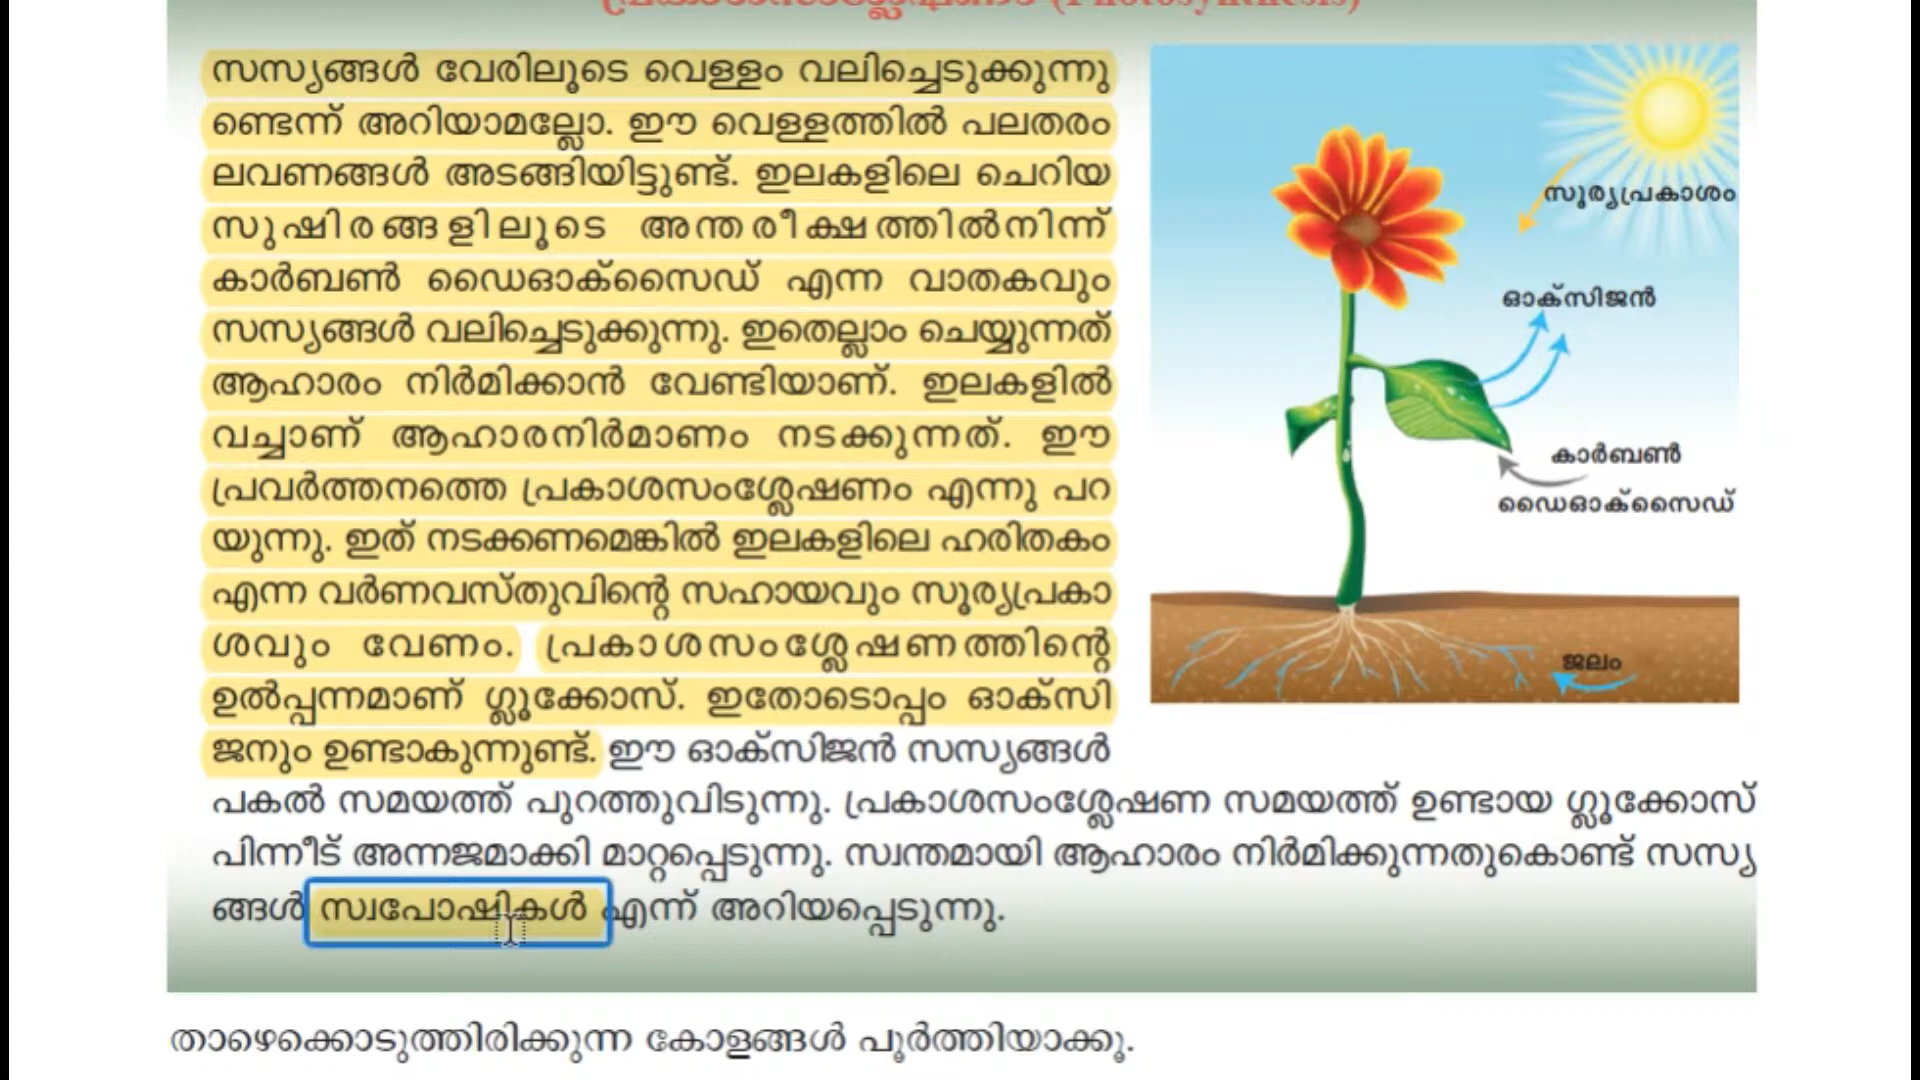 പ്രകാശസംശ്ലേഷണം (Photosynthesis)
സസ്യങ്ങൾ വേരിലൂടെ വെള്ളം വലിച്ചെടുക്കുന്നു
ണ്ടെന്ന് അറിയാമല്ലോ. ഈ വെള്ളത്തിൽ പലതരം
ലവണങ്ങൾ അടങ്ങിയിട്ടുണ്ട്. ഇലകളിലെ ചെറിയ
സുഷിരങ്ങളിലൂടെ അന്തരീക്ഷത്തിൽനിന്ന്
കാർബൺ ഡൈഓക്സൈഡ് എന്ന വാതകവും
സസ്യങ്ങൾ വലിച്ചെടുക്കുന്നു. ഇതെല്ലാം ചെയ്യുന്നത്
ആഹാരം നിർമിക്കാൻ വേണ്ടിയാണ്. ഇലകളിൽ
വച്ചാണ് ആഹാരനിർമാണം നടക്കുന്നത്. ഈ
പ്രവർത്തനത്തെ പ്രകാശസംശ്ലേഷണം എന്നു പറ
യുന്നു. ഇത് നടക്കണമെങ്കിൽ ഇലകളിലെ ഹരിതകം
എന്ന വർണവസ്തുവിന്റെ സഹായവും സൂര്യപ്രകാ
ശവും വേണം. പ്രകാശസംശ്ലേഷണത്തിന്റെ
ഉൽപ്പന്നമാണ് ഗ്ലൂക്കോസ്. ഇതോടൊപ്പം ഓക്സി
ജനും ഉണ്ടാകുന്നുണ്ട്. ഈ ഓക്സിജൻ സസ്യങ്ങൾ
പകൽ സമയത്ത് പുറത്തുവിടുന്നു. പ്രകാശസംശ്ലേഷണ സമയത്ത് ഉണ്ടായ ഗ്ലൂക്കോസ്
പിന്നീട് അന്നജമാക്കി മാറ്റപ്പെടുന്നു. സ്വന്തമായി ആഹാരം നിർമിക്കുന്നതുകൊണ്ട് സസ്യ
ങ്ങൾ സ്വപോഷികൾ എന്ന് അറിയപ്പെടുന്നു.
സൂര്യപ്രകാശം
ഓക്സിജൻ
കാർബൺ
ഡൈഓക്സൈഡ്
ജലം
താഴെക്കൊടുത്തിരിക്കുന്ന കോളങ്ങൾ പൂർത്തിയാക്കൂ.